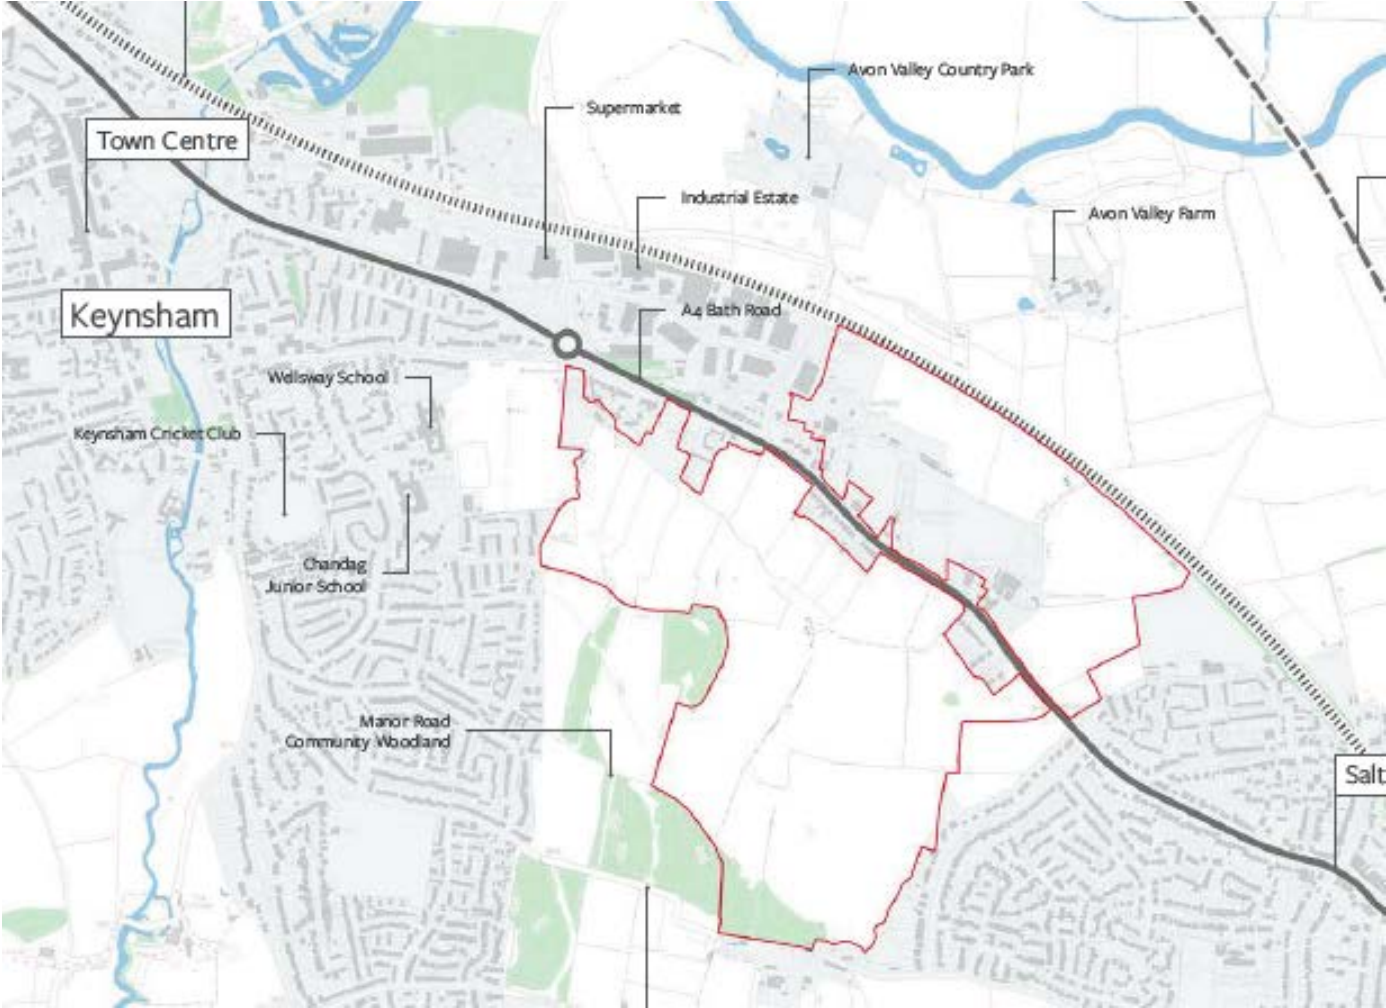 Avon Valley Country Park
Supermarket
Town Centre
Industrial Estate
Avon Valley Farm
Keynsham
A4 Bath Road
Wellsway School
Keynsham Cricket Club
Chandag
Junior School
Manor Road
Community Woodland
Salt